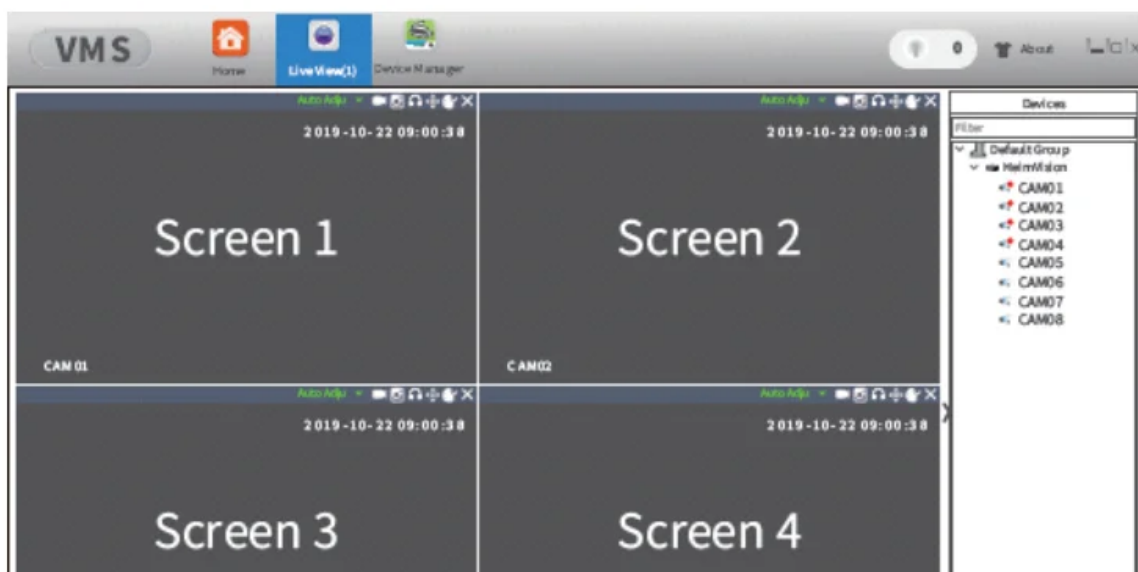 VMS
Home
Live View(1)
Device Manager
0
About
Auto Adju
2019-10-22 09:00:38
Screen 1
CAM 01
Auto Adju
2019-10-22 09:00:38
Screen 2
CAM02
Auto Adju
2019-10-22 09:00:38
Screen 3
Auto Adju
2019-10-22 09:00:38
Screen 4
Devices
Filter
Default Group
HeimVision
CAM01
CAM02
CAM03
CAM04
CAM05
CAM06
CAM07
CAM08